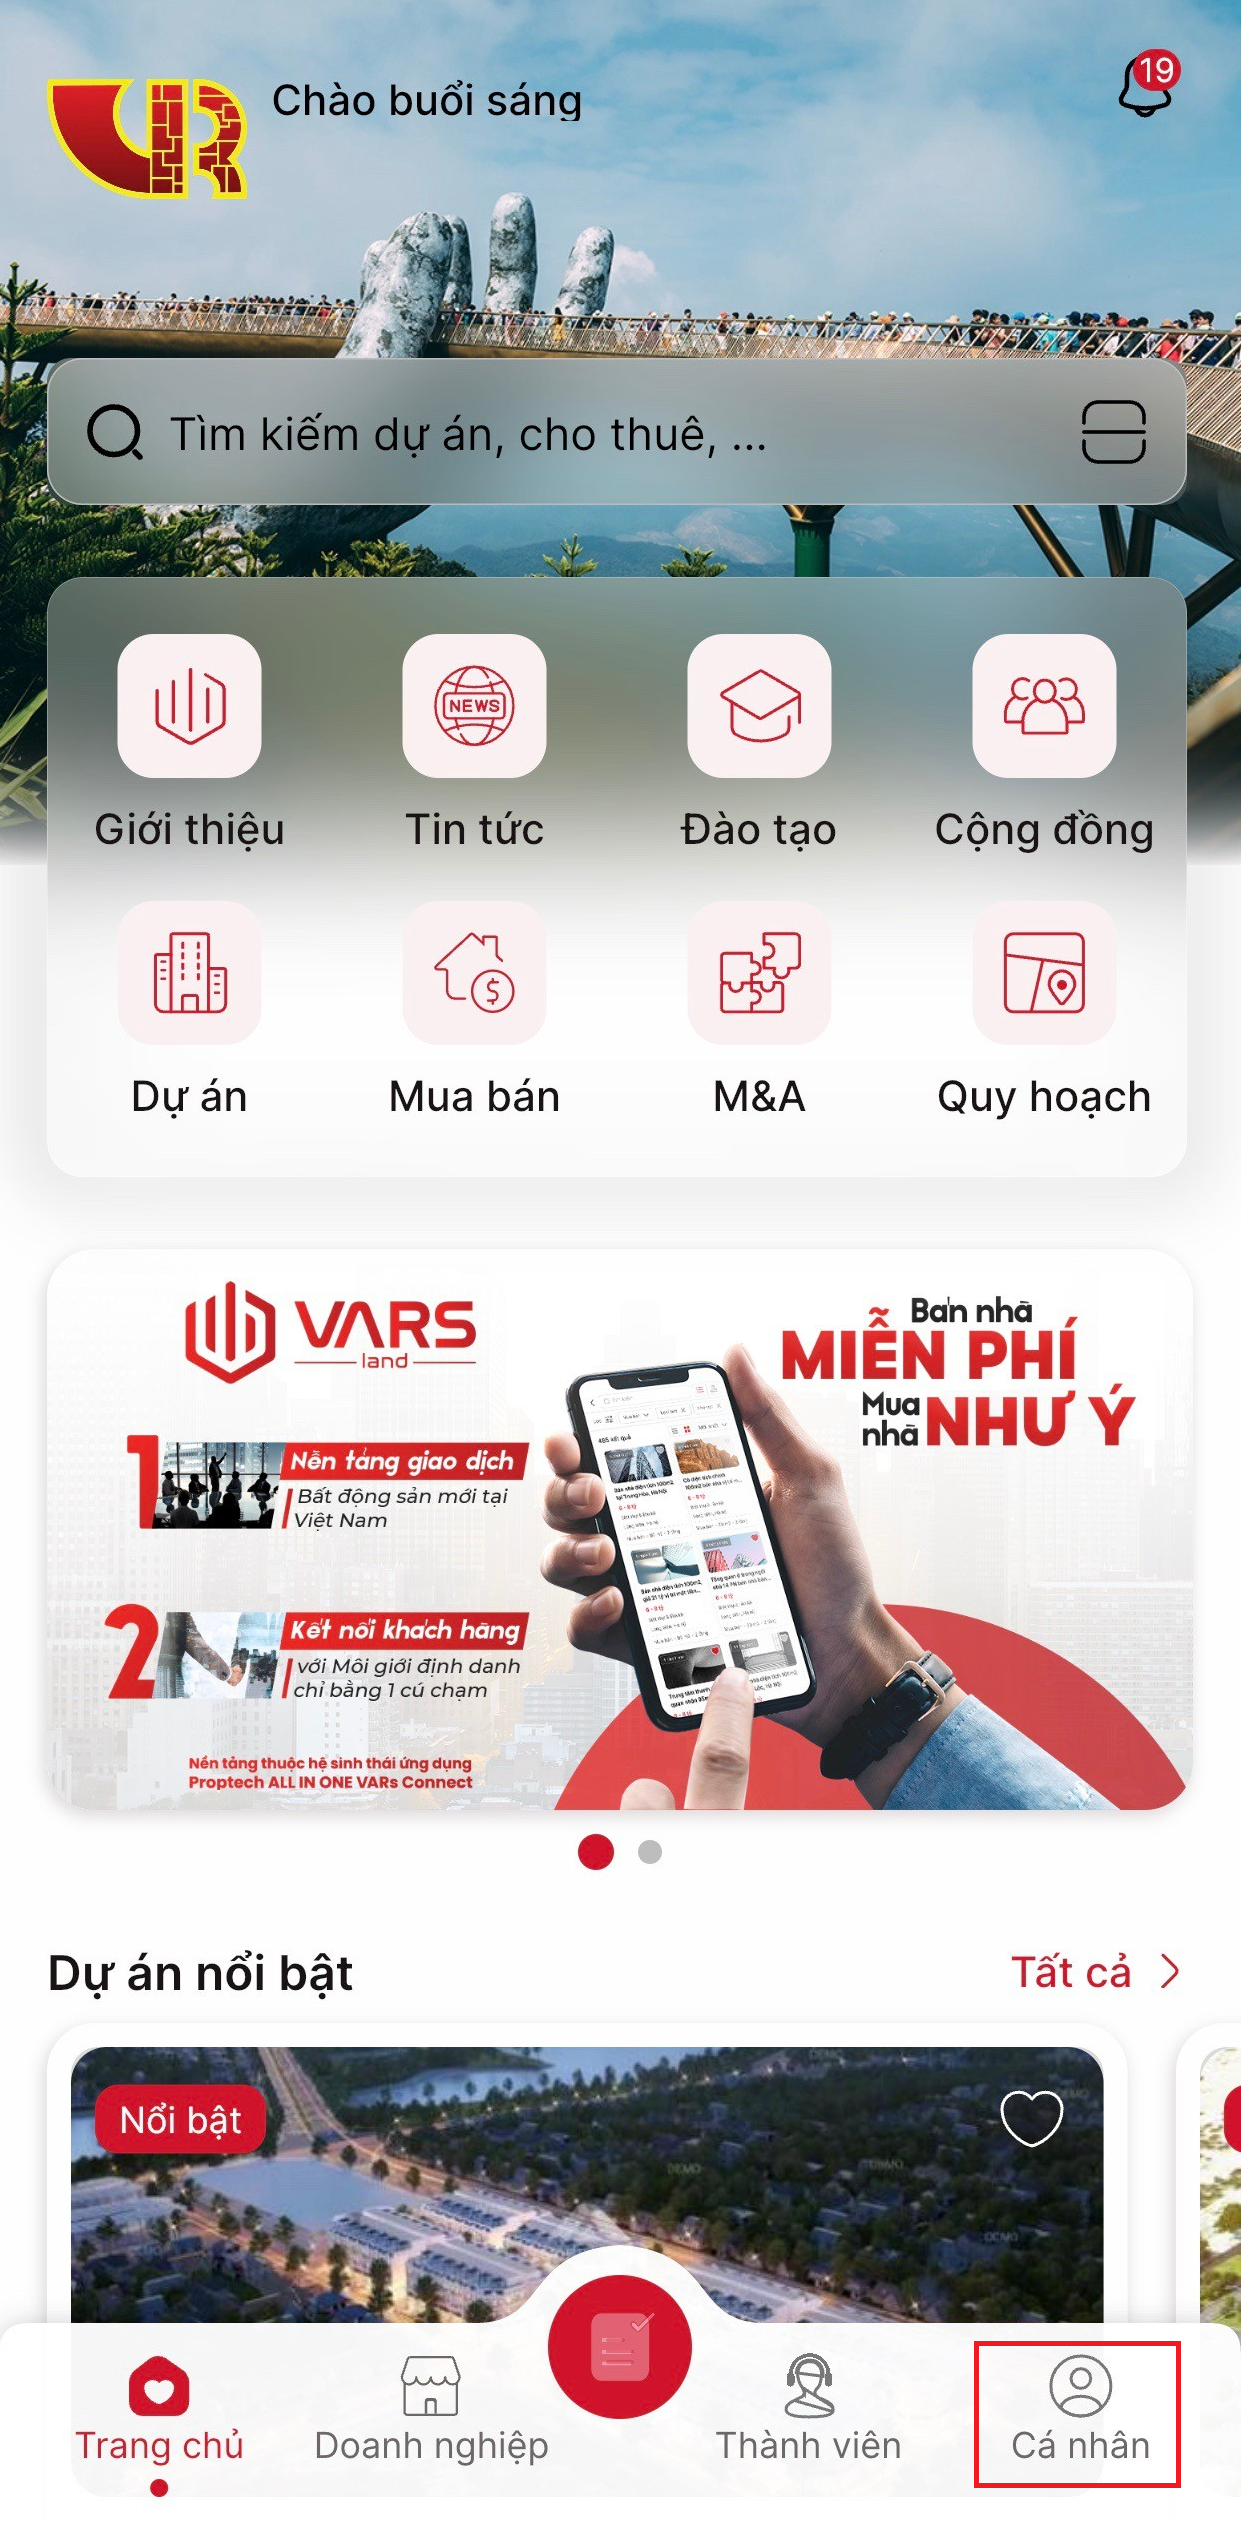 Chào buổi sáng
19
Tìm kiếm dự án, cho thuê, ...
NEWS
Giới thiệu
Tin tức
Đào tạo
Cộng đồng
Dự án
Mua bán
M&A
Quy hoạch
VARS
land
Bán nhà
MIỄN PHÍ
Mua nhà NHƯ Ý
1
Nền tảng giao dịch
Bất động sản mới tại
Việt Nam
2
Kết nối khách hàng
với Môi giới định danh
chỉ bằng 1 cú chạm
Nền tảng thuộc hệ sinh thái ứng dụng
Proptech ALL IN ONE VARs Connect
Dự án nổi bật
Tất cả
Nổi bật
Trang chủ
Doanh nghiệp
Thành viên
Cá nhân